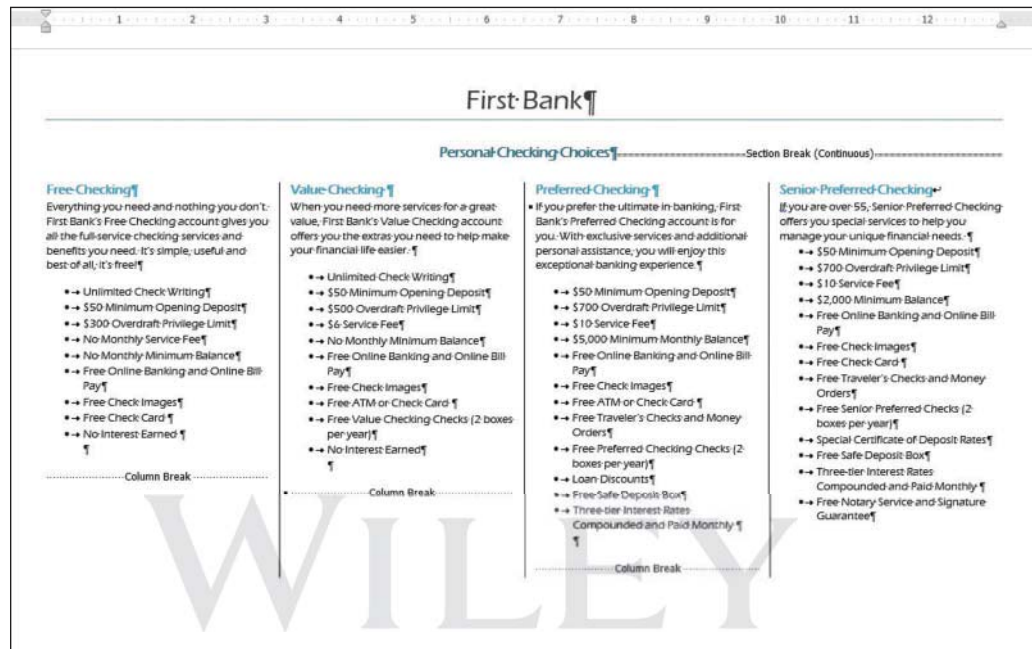 1 2 3 4 5 6 7 8 9 10 11 12
First Bank¶
Personal Checking Choices¶ Section Break (Continuous)
Free Checking¶
Everything you need and nothing you don't.
First Bank's Free Checking account gives you
all the full-service checking services and
benefits you need. It's simple, useful and
best of all, it's free!¶
•→ Unlimited Check Writing¶
•→ $50 Minimum Opening Deposit¶
•→ $300 Overdraft Privilege Limit¶
•→ No Monthly Service Fee¶
•→ No Monthly Minimum Balance¶
•→ Free Online Banking and Online Bill
Pay¶
•→ Free Check Images¶
•→ Free Check Card ¶
•→ No Interest Earned ¶
¶
Column Break
Value Checking ¶
When you need more services for a great
value, First Bank's Value Checking account
offers you the extras you need to help make
your financial life easier. ¶
•→ Unlimited Check Writing¶
•→ $50 Minimum Opening Deposit¶
•→ $500 Overdraft Privilege Limit¶
•→ $6 Service Fee¶
•→ No Monthly Minimum Balance¶
•→ Free Online Banking and Online Bill
Pay¶
•→ Free Check Images¶
•→ Free ATM or Check Card ¶
•→ Free Value Checking Checks (2 boxes
per year)¶
•→ No Interest Earned¶
¶
Column Break
Preferred Checking ¶
If you prefer the ultimate in banking, First
Bank's Preferred Checking account is for
you. With exclusive services and additional
personal assistance, you will enjoy this
exceptional banking experience.¶
•→ $50 Minimum Opening Deposit¶
•→ $700 Overdraft Privilege Limit¶
•→ $10 Service Fee¶
•→ $5,000 Minimum Monthly Balance¶
•→ Free Online Banking and Online Bill
Pay¶
•→ Free Check Images¶
•→ Free ATM or Check Card ¶
•→ Free Traveler's Checks and Money
Orders¶
•→ Free Preferred Checking Checks (2
boxes per year)¶
•→ Loan Discounts¶
•→ Free Safe Deposit Box¶
•→ Three-tier Interest Rates
Compounded and Paid Monthly ¶
¶
Column Break
Senior Preferred Checking↵
If you are over 55, Senior Preferred Checking
offers you special services to help you
manage your unique financial needs. ¶
•→ $50 Minimum Opening Deposit¶
•→ $700 Overdraft Privilege Limit¶
•→ $10 Service Fee¶
•→ $2,000 Minimum Balance¶
•→ Free Online Banking and Online Bill
Pay¶
•→ Free Check Images¶
•→ Free Check Card¶
•→ Free Traveler's Checks and Money
Orders¶
•→ Free Senior Preferred Checks (2
boxes per year)¶
•→ Special Certificate of Deposit Rates¶
•→ Free Safe Deposit Box¶
•→ Three-tier Interest Rates
Compounded and Paid Monthly ¶
•→ Free Notary Service and Signature
Guarantee¶
WILEY